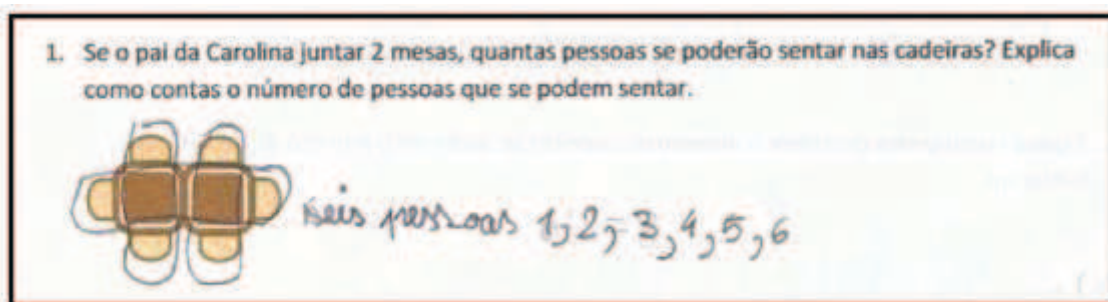 1. Se o pai da Carolina juntar 2 mesas, quantas pessoas se poderão sentar nas cadeiras? Explica
como contas o número de pessoas que se podem sentar.
seis pessoas 1, 2, 3, 4, 5, 6